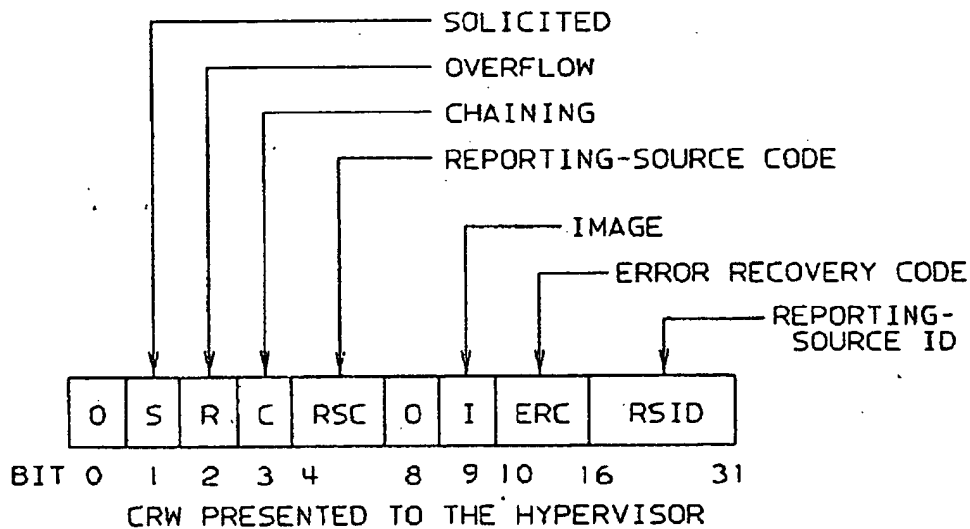 SOLICITED
OVERFLOW
CHAINING
REPORTING-SOURCE CODE
IMAGE
ERROR RECOVERY CODE
REPORTING-
SOURCE ID
0 S R C RSC 0 I ERC RSID
BIT 0 1 2 3 4 8 9 10 16 31
CRW PRESENTED TO THE HYPERVISOR